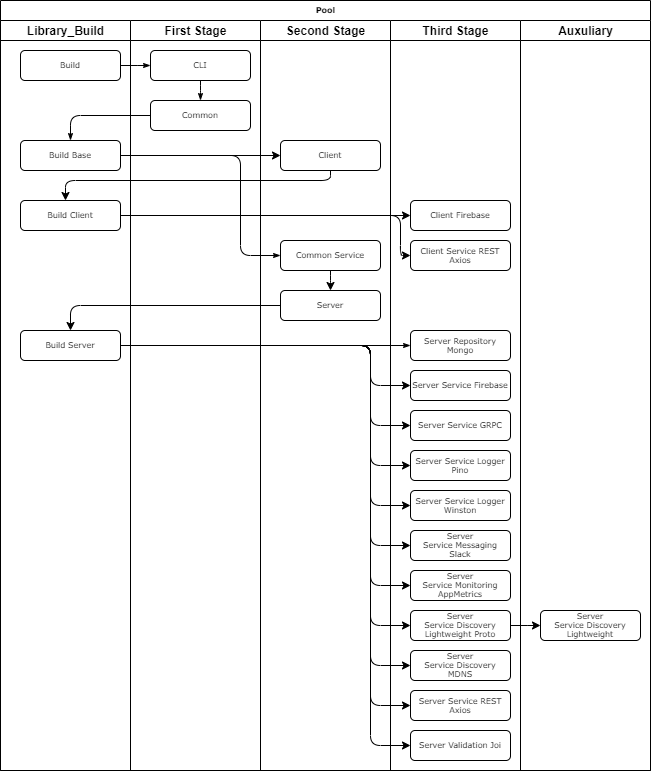 Pool
Library_Build
First Stage
Second Stage
Third Stage
Auxuliary
Build
CLI
Common
Build Base
Client
Build Client
Client Firebase
Common Service
Client Service REST
Axios
Server
Build Server
Server Repository
Mongo
Server Service Firebase
Server Service GRPC
Server Service Logger
Pino
Server Service Logger
Winston
Server
Service Messaging
Slack
Server
Service Monitoring
AppMetrics
Server
Service Discovery
Lightweight Proto
Server
Service Discovery
Lightweight
Server
Service Discovery
MDNS
Server Service REST
Axios
Server Validation Joi